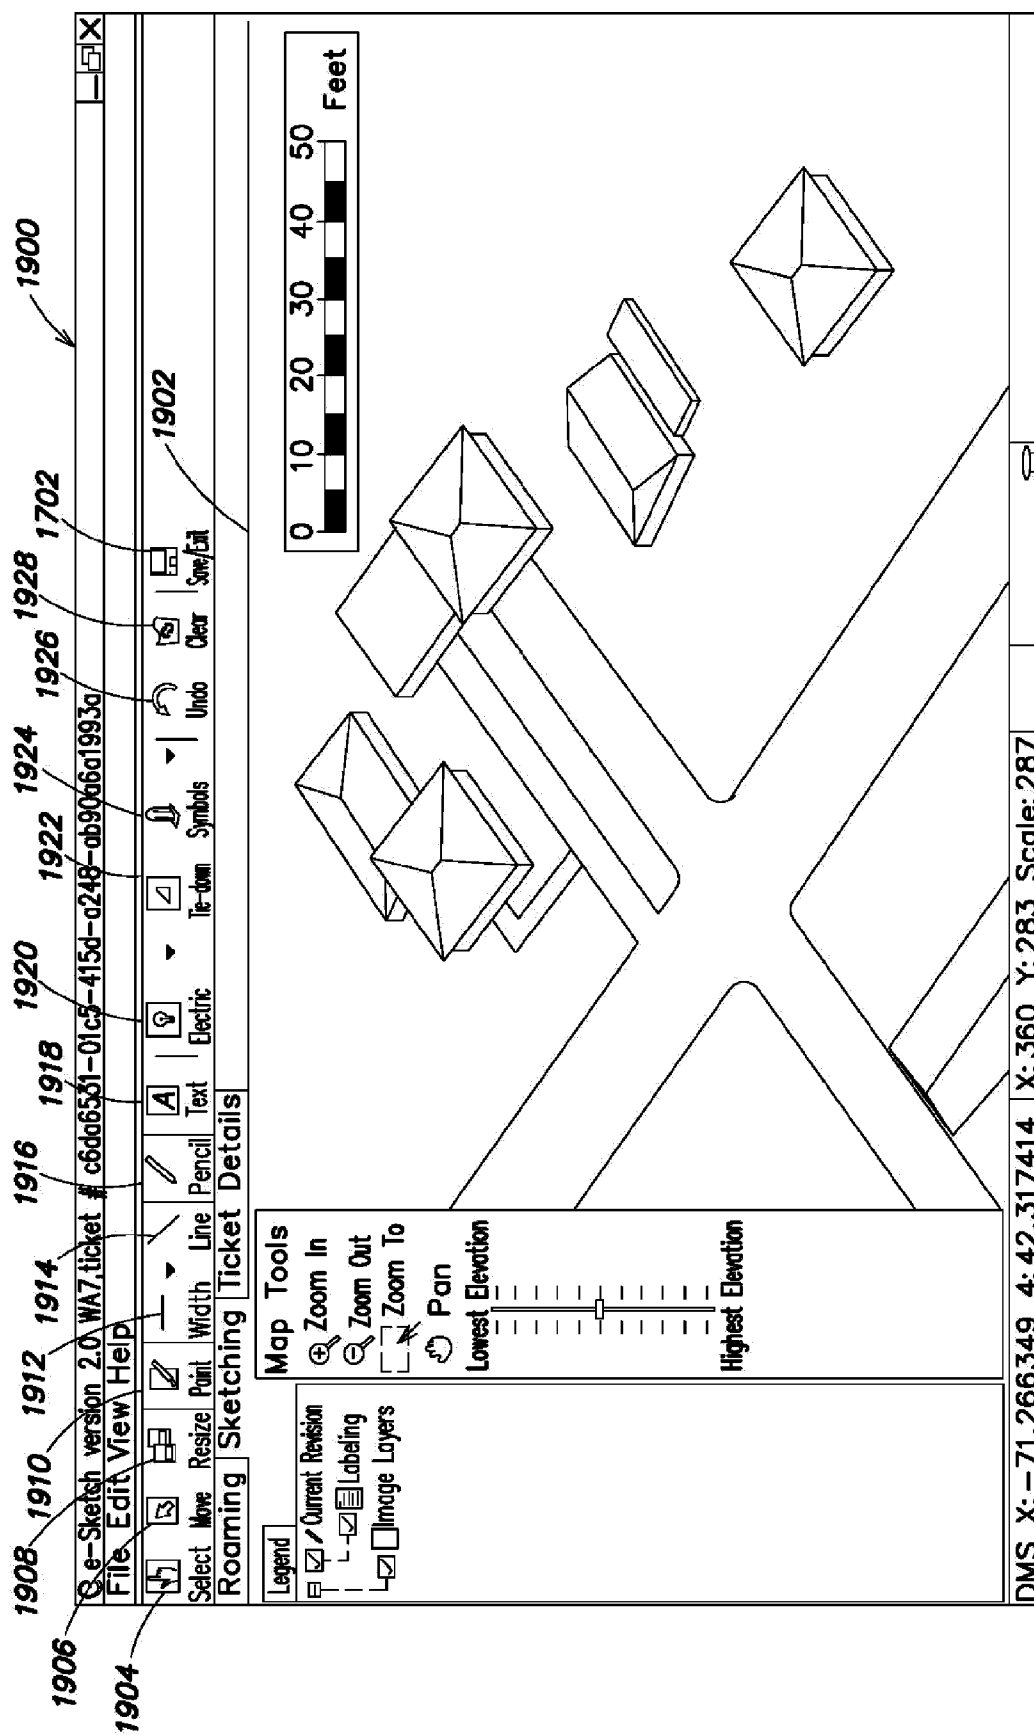 1900
1904
1906
1908
1910
1912
1914
1916
1918
1920
1922
1924
1926
1928
1702
e-Sketch version 2.0 WA7,ticket # c6da6531-01c5-415d-a248-ab90a6a1993a
File Edit View Help
Select Move Resize Paint Width Line Pencil Text Electric Tie-down Symbols Undo Clear Save/Exit
Roaming Sketching Ticket Details
1902
Legend
Current Revision
Labeling
Image Layers
Map Tools
Zoom In
Zoom Out
Zoom To
Pan
Lowest Elevation
Highest Elevation
0 10 20 30 40 50
Feet
DMS X:-71.266349 4:42.317414 X:360 Y:283 Scale:287